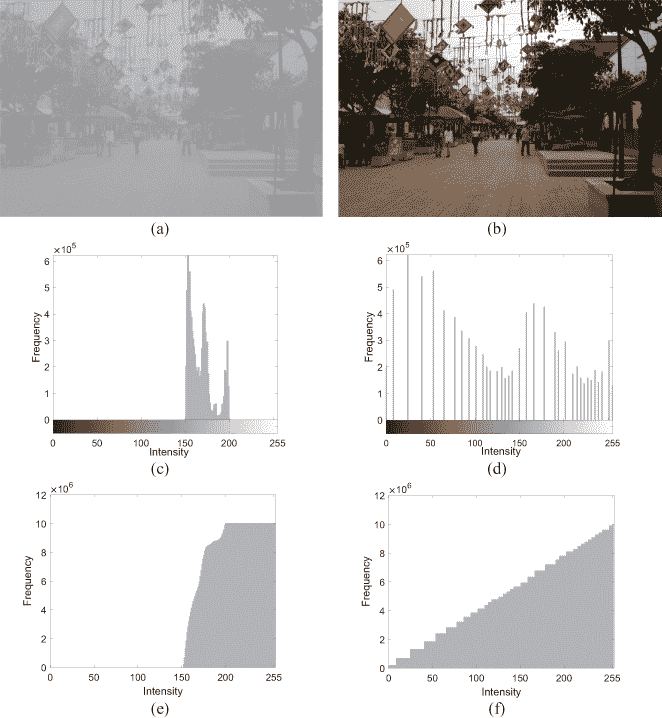 (a) (b)
×10⁵ ×10⁵
6 6
5 5
4 4
3 3
2 2
1 1
0 0
Frequency Frequency
0 50 100 150 200 255 0 50 100 150 200 255
Intensity Intensity
(c) (d)
×10⁶ ×10⁶
12 12
10 10
8 8
6 6
4 4
2 2
0 0
Frequency Frequency
0 50 100 150 200 255 0 50 100 150 200 255
Intensity Intensity
(e) (f)